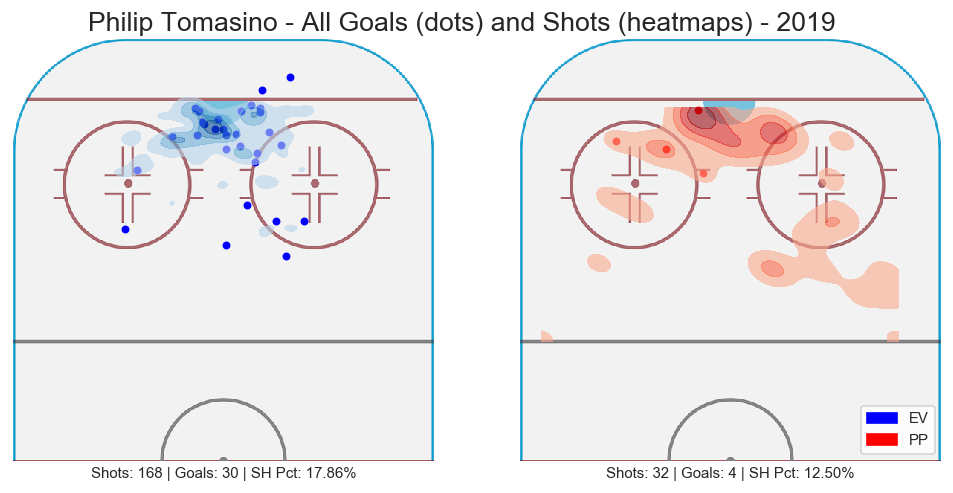 Philip Tomasino - All Goals (dots) and Shots (heatmaps) - 2019
EV
PP
Shots: 168 | Goals: 30 | SH Pct: 17.86%
Shots: 32 | Goals: 4 | SH Pct: 12.50%